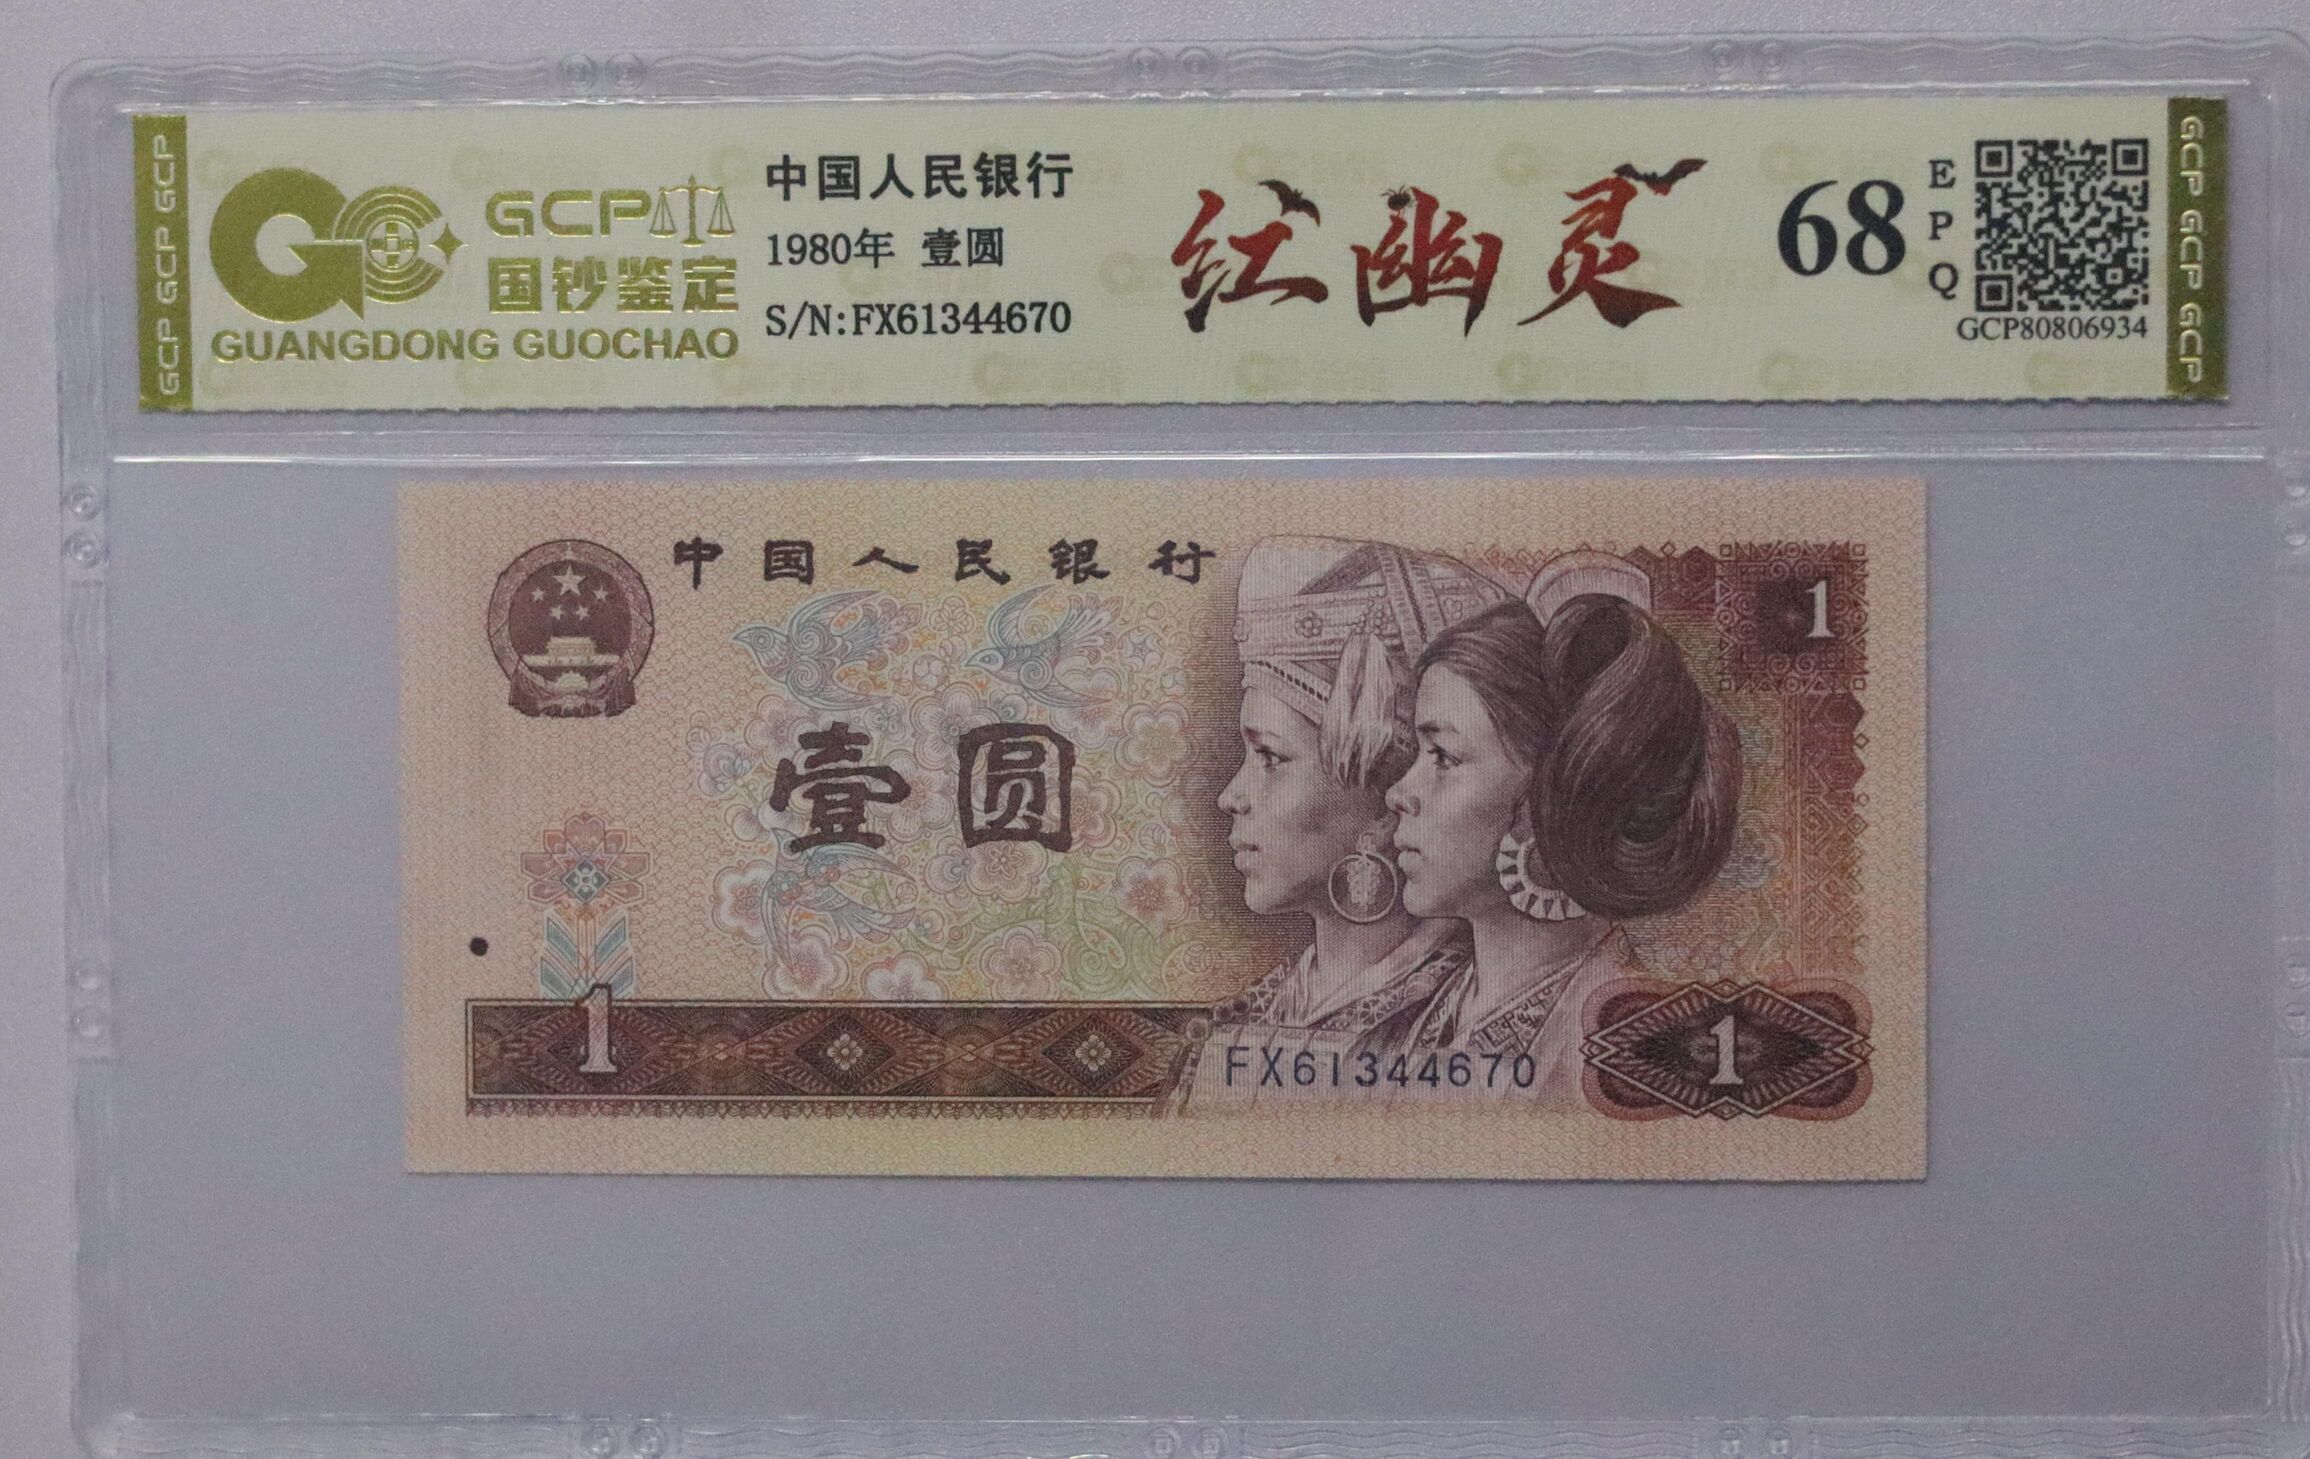 GCP GCP GCP
GCP
国钞鉴定
GUANGDONG GUOCHAO
中国人民银行
1980年 壹圆
S/N:FX61344670
红幽灵
68
EPQ
GCP80806934
GCP GCP GCP
中国人民银行
1
壹圆
1
FX61344670
1